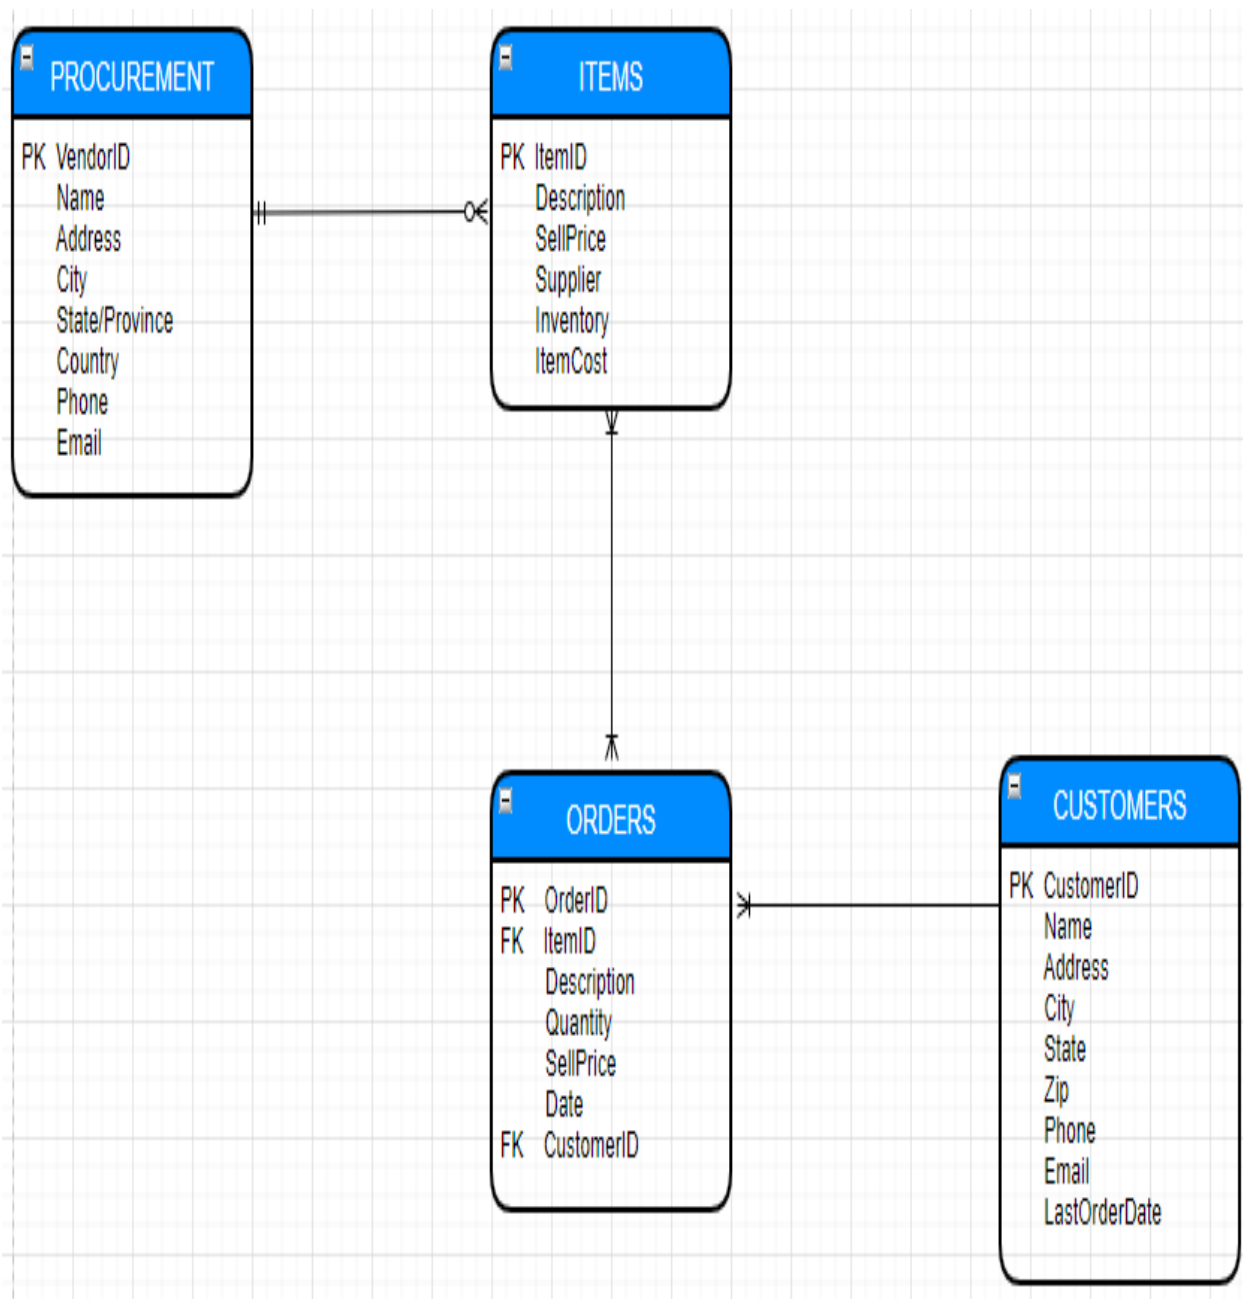 PROCUREMENT
PK VendorID
Name
Address
City
State/Province
Country
Phone
Email
ITEMS
PK ItemID
Description
SellPrice
Supplier
Inventory
ItemCost
ORDERS
PK OrderID
FK ItemID
Description
Quantity
SellPrice
Date
FK CustomerID
CUSTOMERS
PK CustomerID
Name
Address
City
State
Zip
Phone
Email
LastOrderDate